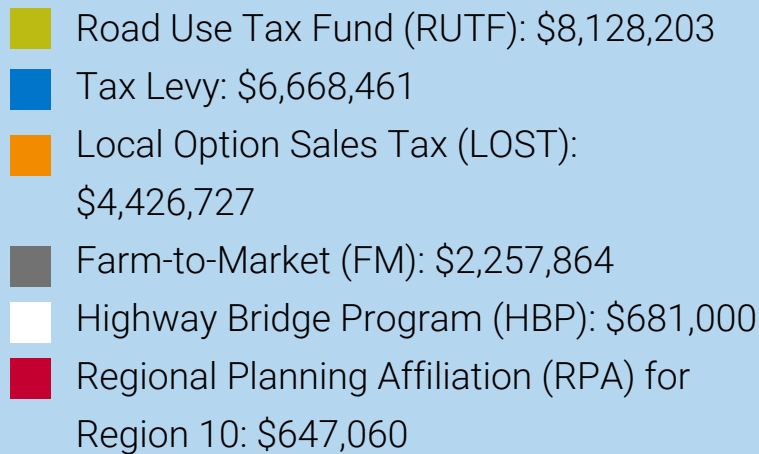 Road Use Tax Fund (RUTF): $8,128,203
Tax Levy: $6,668,461
Local Option Sales Tax (LOST):
$4,426,727
Farm-to-Market (FM): $2,257,864
Highway Bridge Program (HBP): $681,000
Regional Planning Affiliation (RPA) for
Region 10: $647,060